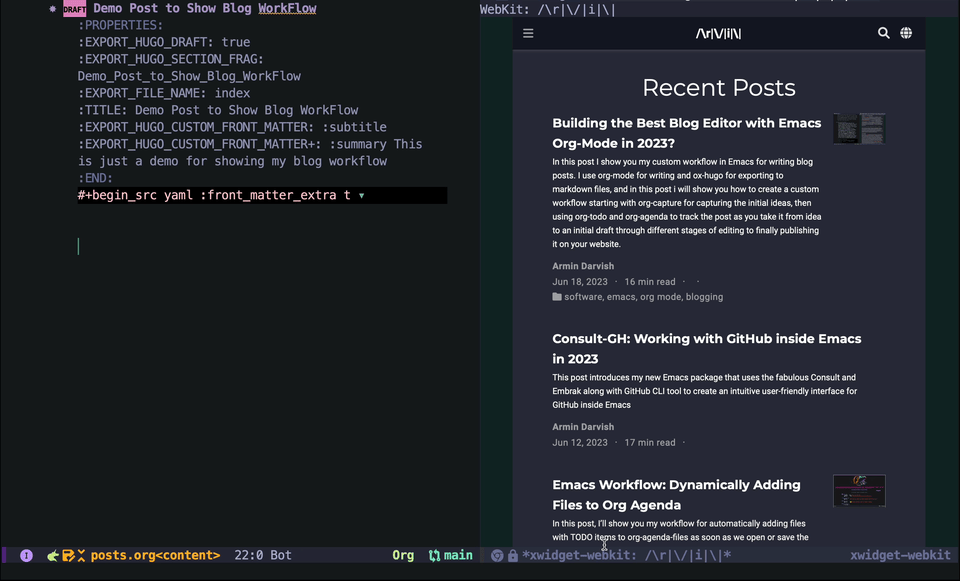 DRAFT Demo Post to Show Blog WorkFlow
:PROPERTIES:
:EXPORT_HUGO_DRAFT: true
:EXPORT_HUGO_SECTION_FRAG:
Demo_Post_to_Show_Blog_WorkFlow
:EXPORT_FILE_NAME: index
:TITLE: Demo Post to Show Blog WorkFlow
:EXPORT_HUGO_CUSTOM_FRONT_MATTER: :subtitle
:EXPORT_HUGO_CUSTOM_FRONT_MATTER+: :summary This
is just a demo for showing my blog workflow
:END:
#+begin_src yaml :front_matter_extra t ▾
I posts.org<content> 22:0 Bot Org main
WebKit: /\r|\/|i|\|
/\r|\/|i|\|
Recent Posts
Building the Best Blog Editor with Emacs
Org-Mode in 2023?
In this post I show you my custom workflow in Emacs for writing blog
posts. I use org-mode for writing and ox-hugo for exporting to
markdown files, and in this post i will show you how to create a custom
workflow starting with org-capture for capturing the initial ideas, then
using org-todo and org-agenda to track the post as you take it from idea
to an initial draft through different stages of editing to finally publishing
it on your website.
Armin Darvish
Jun 18, 2023 · 16 min read · ·
software, emacs, org mode, blogging
Consult-GH: Working with GitHub inside Emacs
in 2023
This post introduces my new Emacs package that uses the fabulous Consult and
Embrak along with GitHub CLI tool to create an intuitive user-friendly interface for
GitHub inside Emacs
Armin Darvish
Jun 12, 2023 · 17 min read ·
Emacs Workflow: Dynamically Adding
Files to Org Agenda
In this post, I'll show you my workflow for automatically adding files
with TODO items to org-agenda-files as soon as we open or save the
*xwidget-webkit: /\r|\/|i|\|* xwidget-webkit